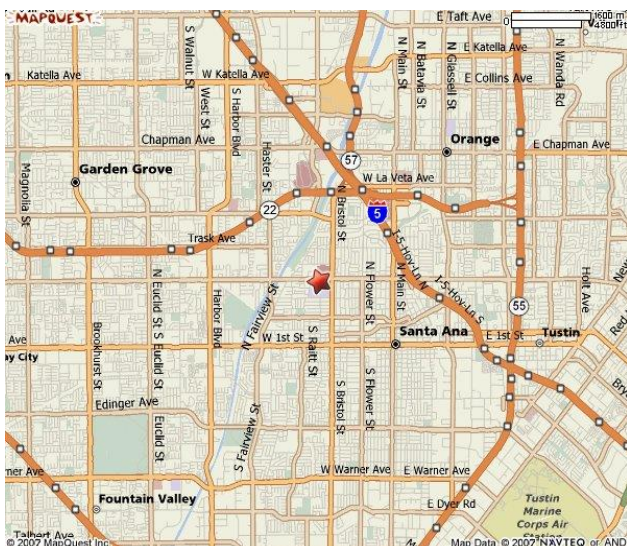 MAPQUEST
E Taft Ave
1600 m
0
4800 ft
Katella Ave
W Katella Ave
E Katella Ave
E Collins Ave
S Walnut St
West St
S Harbor Blvd
N Main St
N Batavia St
N Glassell St
N Wanda Rd
Chapman Ave
Haster St
57
Orange
E Chapman Ave
Magnolia St
Garden Grove
W La Veta Ave
22
N Bristol St
5
Trask Ave
I-5-Hov-Ln N
I-5-Hov-Ln S
N Euclid St
S Euclid St
Harbor Blvd
N Fairview St
N Flower St
N Main St
55
Holt Ave
Brookhurst St
W 1st St
S Raitt St
Santa Ana
E 1st St
Tustin
Edinger Ave
Euclid St
S Fairview St
S Bristol St
S Flower St
W Warner Ave
E Warner Ave
Fountain Valley
E Dyer Rd
Tustin
Marine
Corps Air
Station
Talbert Ave
© 2007 MapQuest Inc.
Map Data © 2007 NAVTEQ or AND